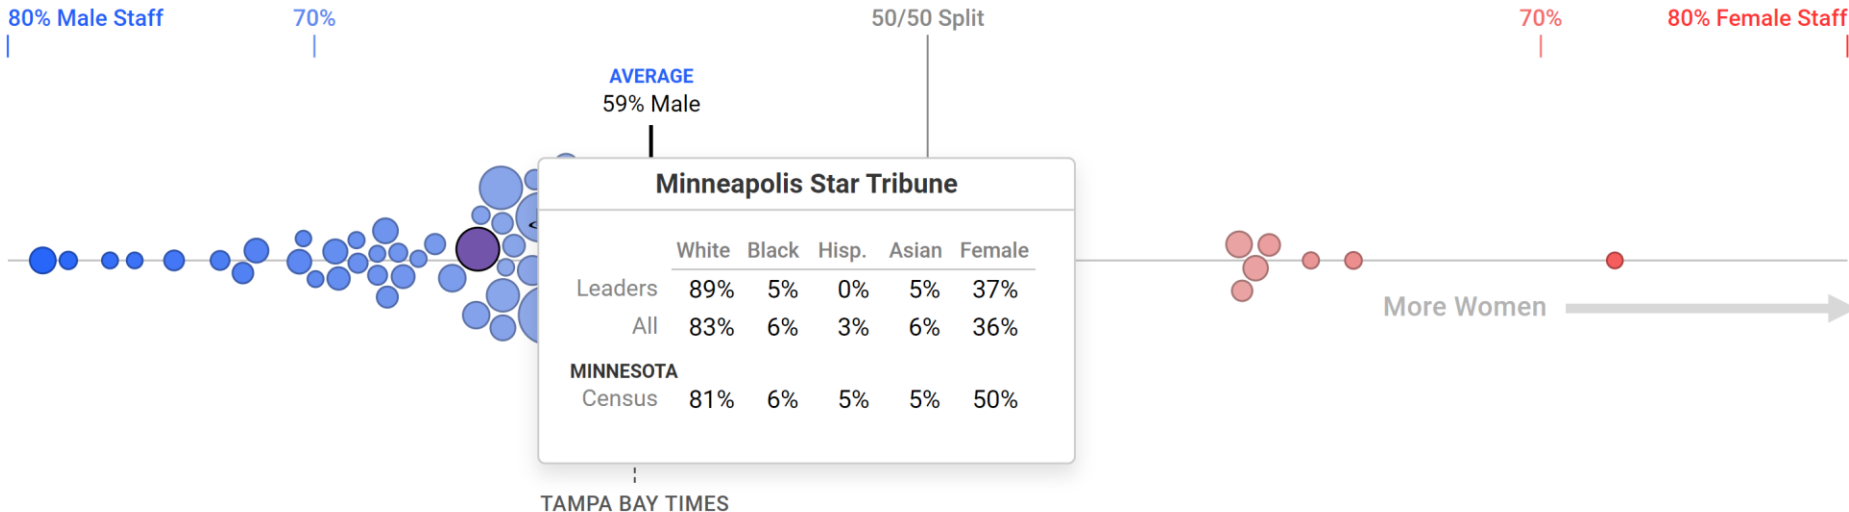 80% Male Staff 70% 50/50 Split 70% 80% Female Staff
AVERAGE
59% Male
Minneapolis Star Tribune
White Black Hisp. Asian Female
Leaders 89% 5% 0% 5% 37%
All 83% 6% 3% 6% 36%
MINNESOTA
Census 81% 6% 5% 5% 50%
More Women
TAMPA BAY TIMES